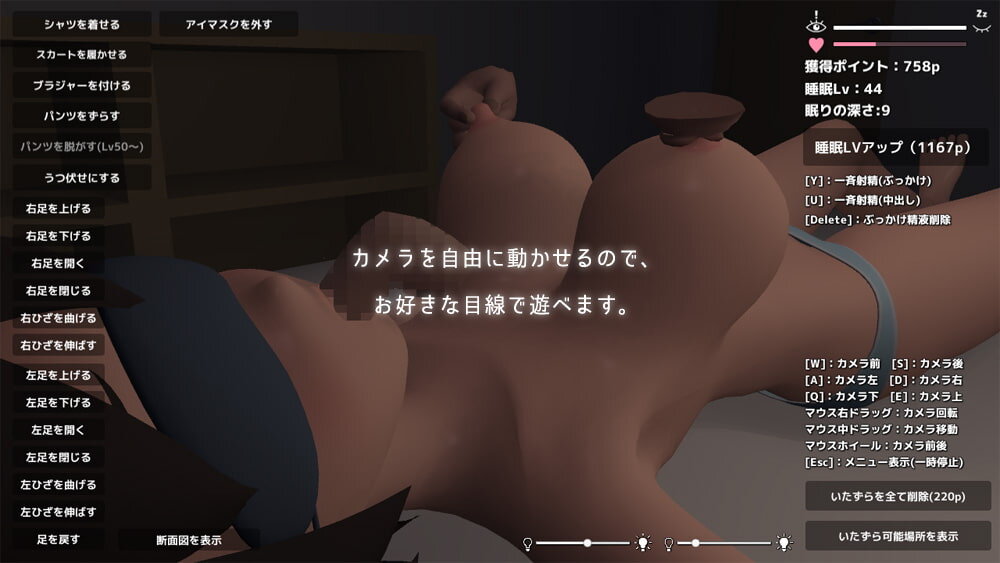 シャツを着せる
アイマスクを外す
スカートを履かせる
ブラジャーを付ける
パンツをずらす
パンツを脱がす(Lv50～)
うつ伏せにする
右足を上げる
右足を下げる
右足を開く
右足を閉じる
右ひざを曲げる
右ひざを伸ばす
左足を上げる
左足を下げる
左足を開く
左足を閉じる
左ひざを曲げる
左ひざを伸ばす
足を戻す
断面図を表示
カメラを自由に動かせるので、
お好きな目線で遊べます。
!
Zz
獲得ポイント：758p
睡眠Lv：44
眠りの深さ:9
睡眠LVアップ（1167p）
[Y]：一斉射精(ぶっかけ)
[U]：一斉射精(中出し)
[Delete]：ぶっかけ精液削除
[W]：カメラ前　[S]：カメラ後
[A]：カメラ左　[D]：カメラ右
[Q]：カメラ下　[E]：カメラ上
マウス右ドラッグ：カメラ回転
マウス中ドラッグ：カメラ移動
マウスホイール：カメラ前後
[Esc]：メニュー表示(一時停止)
いたずらを全て削除(220p)
いたずら可能場所を表示